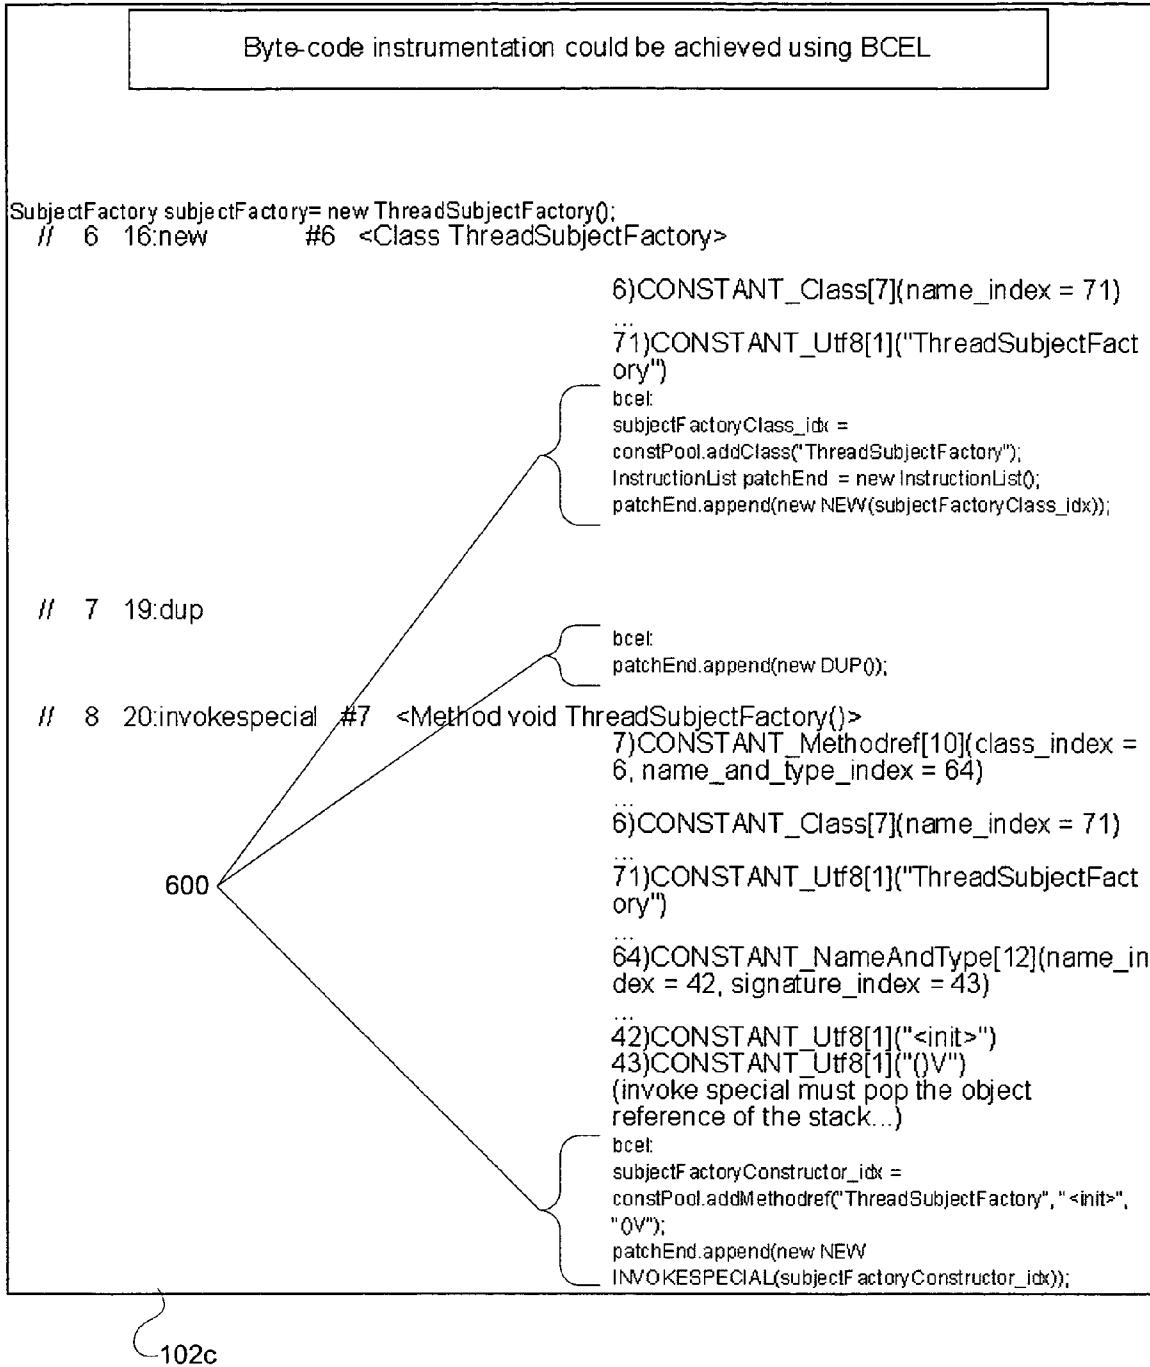 Byte-code instrumentation could be achieved using BCEL
SubjectFactory subjectFactory= new ThreadSubjectFactory();
// 6 16:new #6 <Class ThreadSubjectFactory>
6)CONSTANT_Class[7](name_index = 71)
...
71)CONSTANT_Utf8[1]("ThreadSubjectFact
ory")
bcel:
subjectFactoryClass_idx =
constPool.addClass("ThreadSubjectFactory");
InstructionList patchEnd = new InstructionList();
patchEnd.append(new NEW(subjectFactoryClass_idx));
// 7 19:dup
bcel:
patchEnd.append(new DUP());
// 8 20:invokespecial #7 <Method void ThreadSubjectFactory()>
7)CONSTANT_Methodref[10](class_index =
6, name_and_type_index = 64)
...
6)CONSTANT_Class[7](name_index = 71)
...
71)CONSTANT_Utf8[1]("ThreadSubjectFact
ory")
...
64)CONSTANT_NameAndType[12](name_in
dex = 42, signature_index = 43)
...
42)CONSTANT_Utf8[1]("<init>")
43)CONSTANT_Utf8[1]("()V")
(invoke special must pop the object
reference of the stack...)
bcel:
subjectFactoryConstructor_idx =
constPool.addMethodref("ThreadSubjectFactory", "<init>",
"()V");
patchEnd.append(new NEW
INVOKESPECIAL(subjectFactoryConstructor_idx));
600
102c